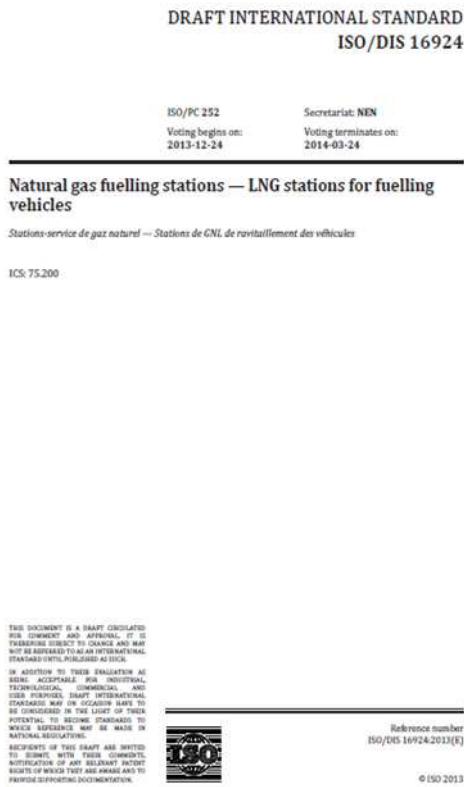 DRAFT INTERNATIONAL STANDARD
ISO/DIS 16924
ISO/PC 252
Secretariat: NEN
Voting begins on:
2013-12-24
Voting terminates on:
2014-03-24
Natural gas fuelling stations — LNG stations for fuelling
vehicles
Stations-service de gaz naturel — Stations de GNL de ravitaillement des véhicules
ICS: 75.200
THIS DOCUMENT IS A DRAFT CIRCULATED
FOR COMMENT AND APPROVAL. IT IS
THEREFORE SUBJECT TO CHANGE AND MAY
NOT BE REFERRED TO AS AN INTERNATIONAL
STANDARD UNTIL PUBLISHED AS SUCH.
IN ADDITION TO THEIR EVALUATION AS
BEING ACCEPTABLE FOR INDUSTRIAL,
TECHNOLOGICAL, COMMERCIAL AND
USER PURPOSES, DRAFT INTERNATIONAL
STANDARDS MAY ON OCCASION HAVE TO
BE CONSIDERED IN THE LIGHT OF THEIR
POTENTIAL TO BECOME STANDARDS TO
WHICH REFERENCE MAY BE MADE IN
NATIONAL REGULATIONS.
RECIPIENTS OF THIS DRAFT ARE INVITED
TO SUBMIT, WITH THEIR COMMENTS,
NOTIFICATION OF ANY RELEVANT PATENT
RIGHTS OF WHICH THEY ARE AWARE AND TO
PROVIDE SUPPORTING DOCUMENTATION.
ISO
Reference number
ISO/DIS 16924:2013(E)
© ISO 2013